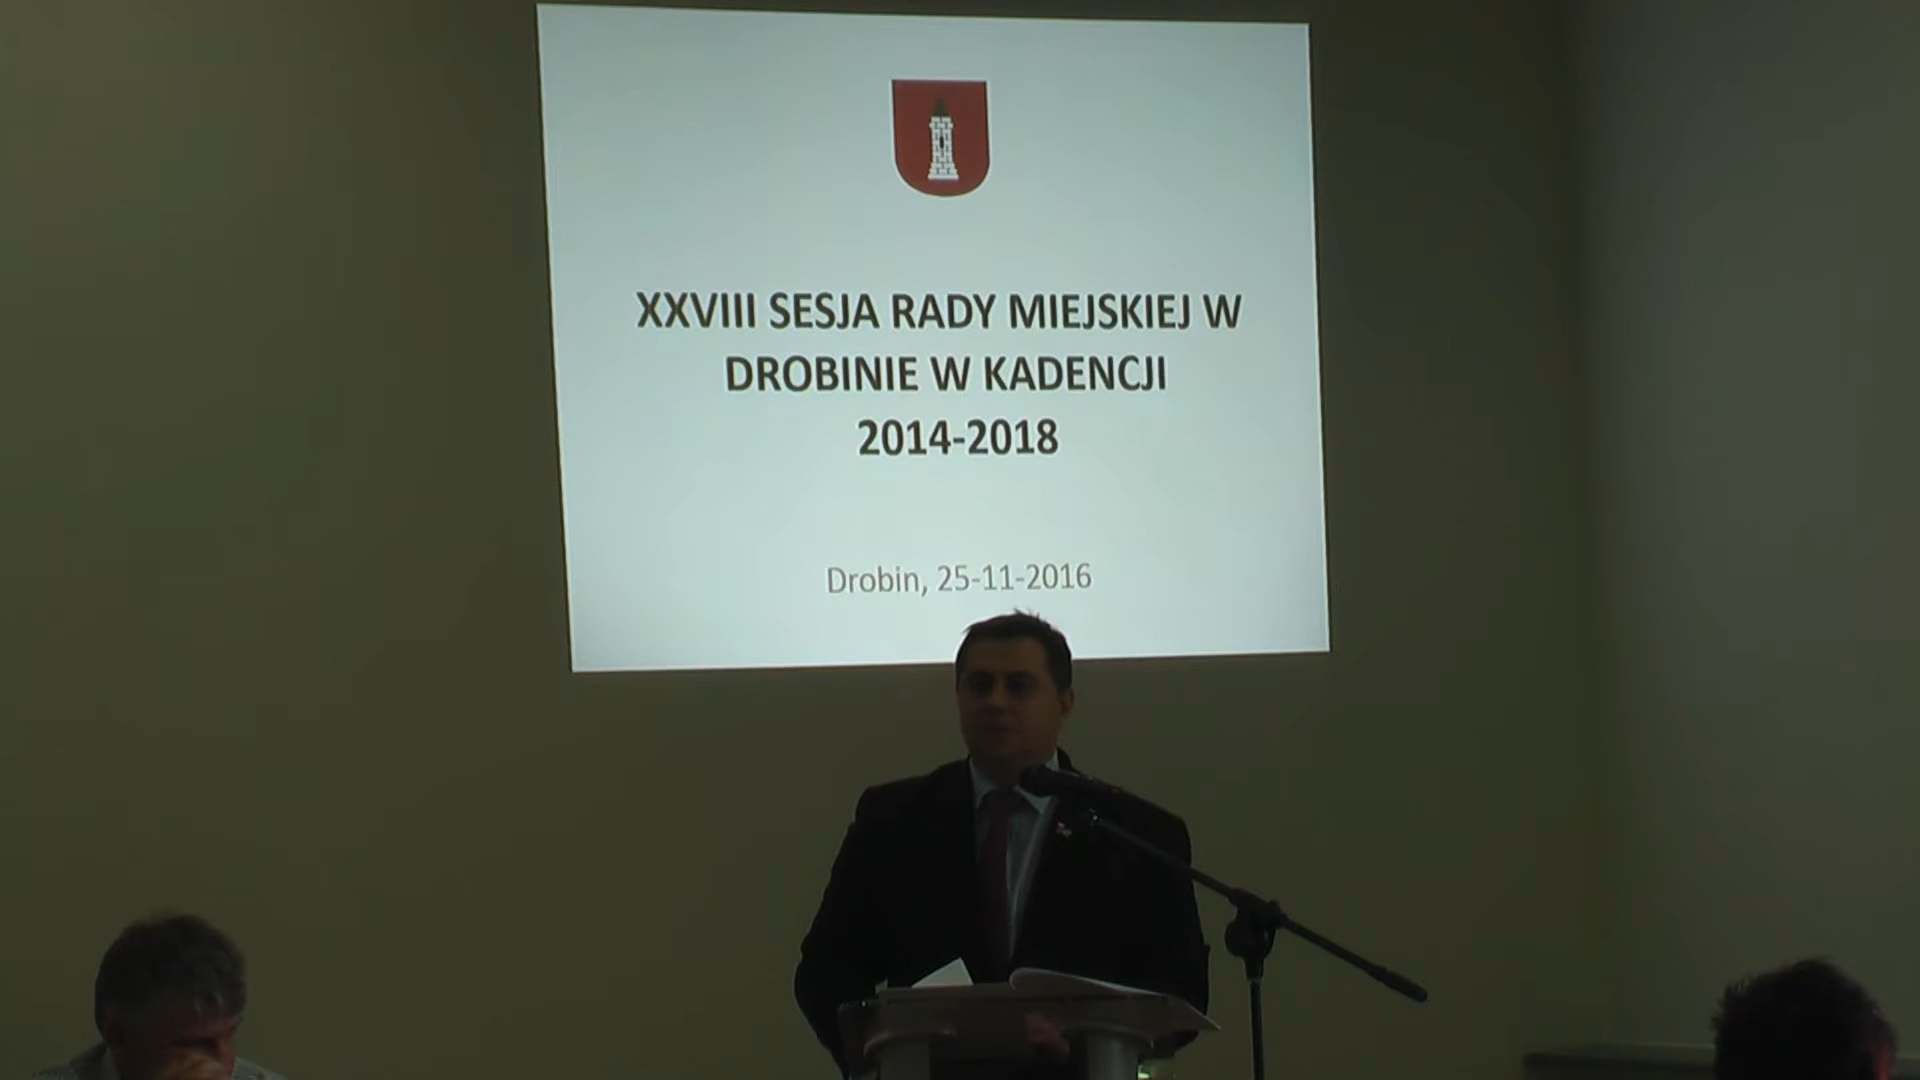 XXVIII SESJA RADY MIEJSKIEJ W
DROBINIE W KADENCJI
2014-2018
Drobin, 25-11-2016